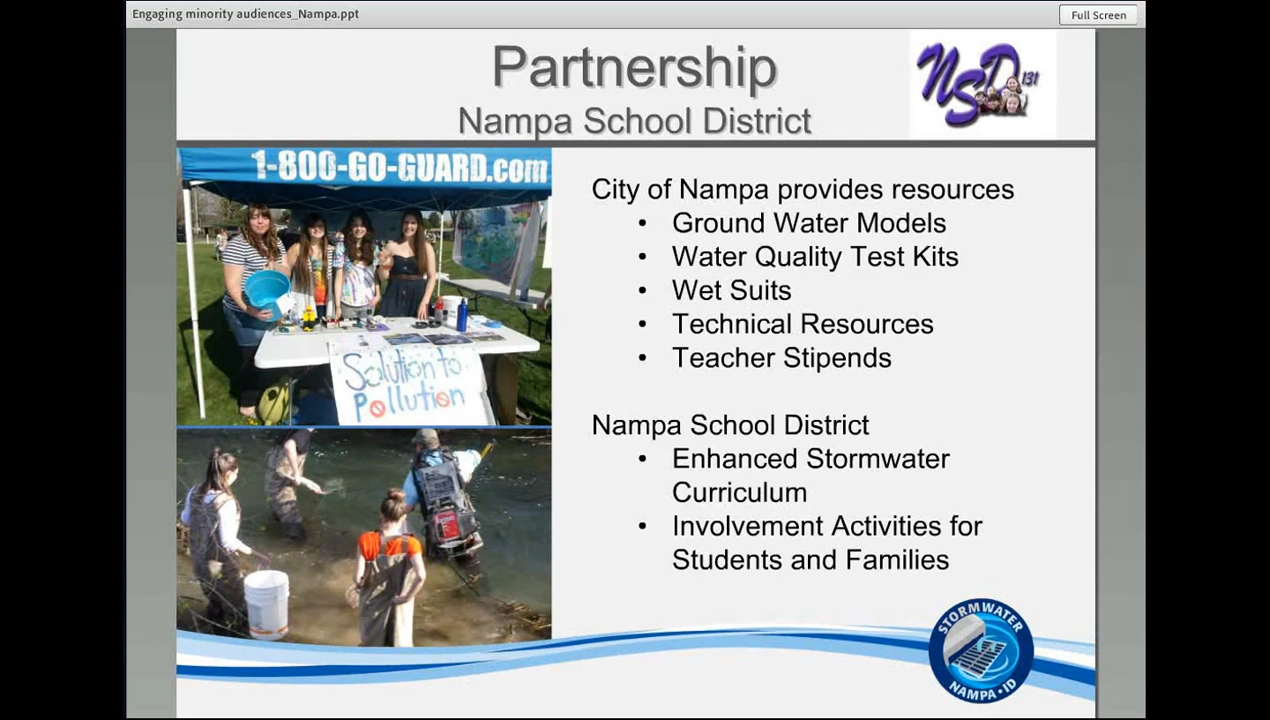 Engaging minority audiences_Nampa.ppt
Full Screen
Partnership
Nampa School District
NSD 131
1-800-GO-GUARD.com
Solution to
Pollution
City of Nampa provides resources
• Ground Water Models
• Water Quality Test Kits
• Wet Suits
• Technical Resources
• Teacher Stipends
Nampa School District
• Enhanced Stormwater
Curriculum
• Involvement Activities for
Students and Families
STORMWATER
NAMPA • ID